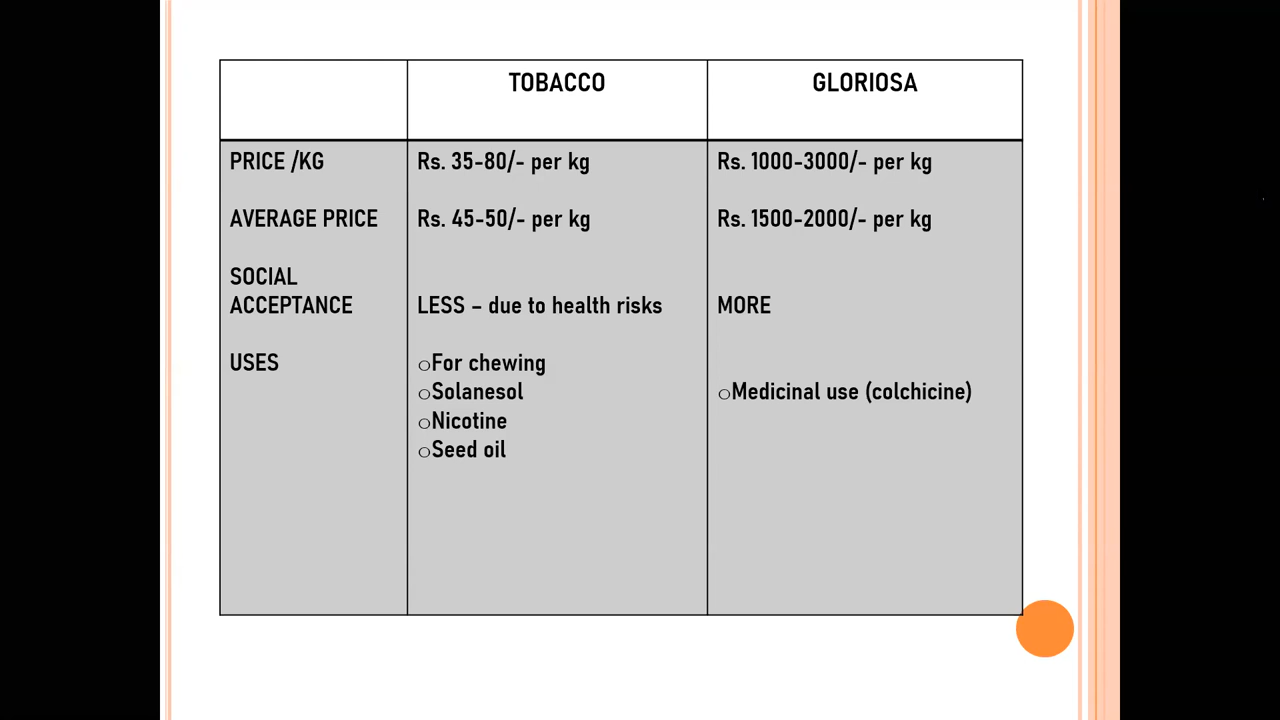 TOBACCO GLORIOSA
PRICE /KG Rs. 35-80/- per kg Rs. 1000-3000/- per kg
AVERAGE PRICE Rs. 45-50/- per kg Rs. 1500-2000/- per kg
SOCIAL
ACCEPTANCE LESS – due to health risks MORE
USES ○For chewing
○Solanesol ○Medicinal use (colchicine)
○Nicotine
○Seed oil